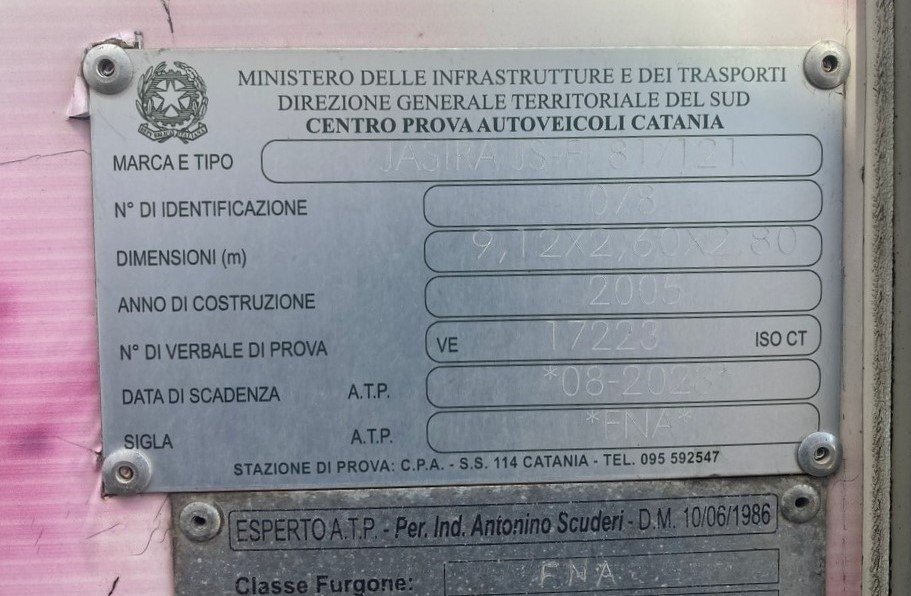 MINISTERO DELLE INFRASTRUTTURE E DEI TRASPORTI
DIREZIONE GENERALE TERRITORIALE DEL SUD
CENTRO PROVA AUTOVEICOLI CATANIA
MARCA E TIPO JASIRA
N° DI IDENTIFICAZIONE 078
DIMENSIONI (m) 9,12X2,60X2,80
ANNO DI COSTRUZIONE 2005
N° DI VERBALE DI PROVA VE 17223 ISO CT
DATA DI SCADENZA A.T.P.
SIGLA A.T.P. *FNA*
STAZIONE DI PROVA: C.P.A. - S.S. 114 CATANIA - TEL. 095 592547
ESPERTO A.T.P. - Per. Ind. Antonino Scuderi - D.M. 10/06/1986
Classe Furgone: FNA